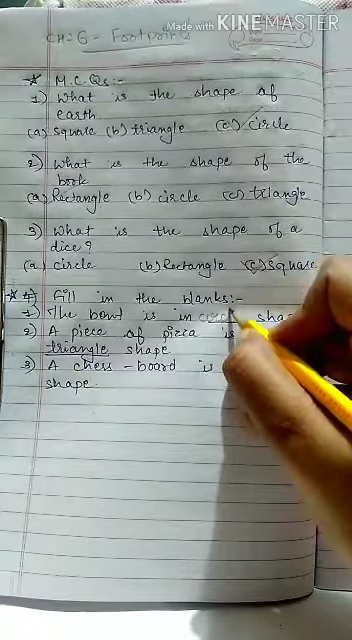 Made with KINEMASTER
CH-6 - Footprint
M.C.Qs:-
1) What is the shape of
earth
(a) square (b) triangle (c) circle
2) What is the shape of the
book
(a) Rectangle (b) circle (c) triangle
3) What is the shape of a
dice?
(a) circle (b) Rectangle (c) square
Fill in the blanks:-
1) The bowl is in circl shap
2) A piece of pizza is
triangle shape
3) A chess-board is
shape.